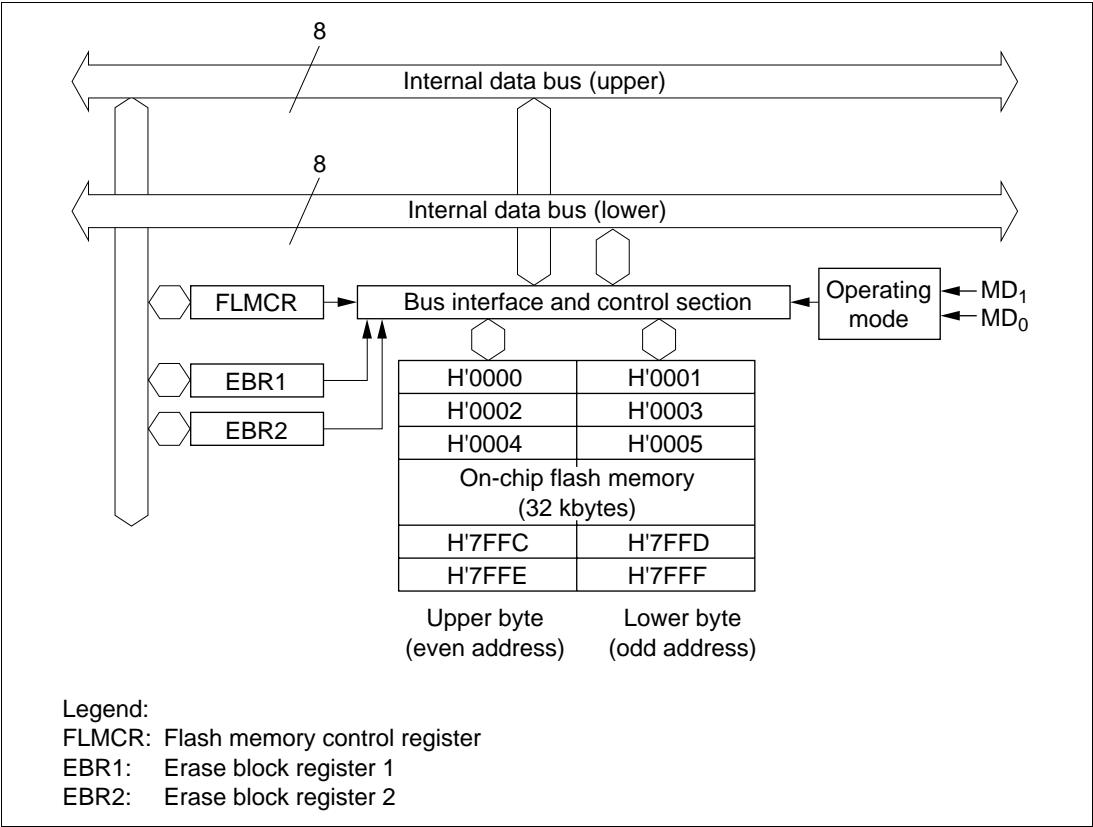 8
Internal data bus (upper)
8
Internal data bus (lower)
FLMCR
Bus interface and control section
Operating
mode
MD1
MD0
EBR1
EBR2
H'0000 H'0001
H'0002 H'0003
H'0004 H'0005
On-chip flash memory
(32 kbytes)
H'7FFC H'7FFD
H'7FFE H'7FFF
Upper byte
(even address)
Lower byte
(odd address)
Legend:
FLMCR: Flash memory control register
EBR1: Erase block register 1
EBR2: Erase block register 2